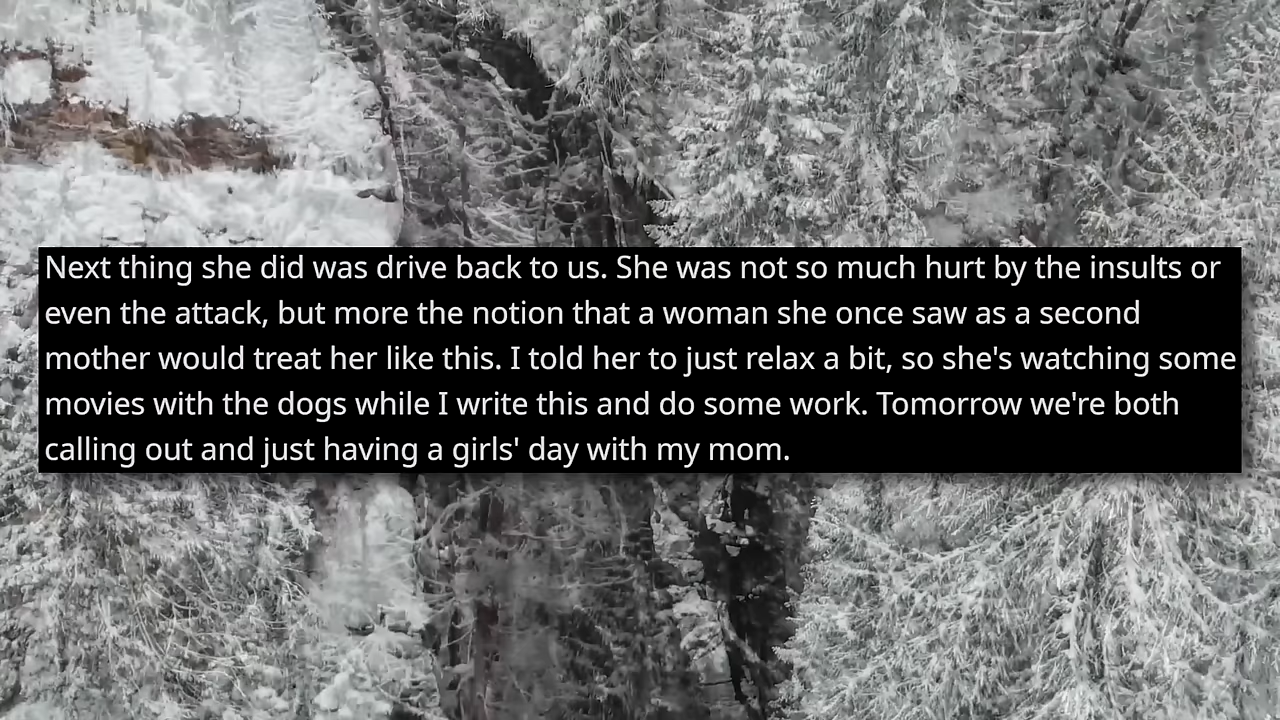 Next thing she did was drive back to us. She was not so much hurt by the insults or
even the attack, but more the notion that a woman she once saw as a second
mother would treat her like this. I told her to just relax a bit, so she's watching some
movies with the dogs while I write this and do some work. Tomorrow we're both
calling out and just having a girls' day with my mom.